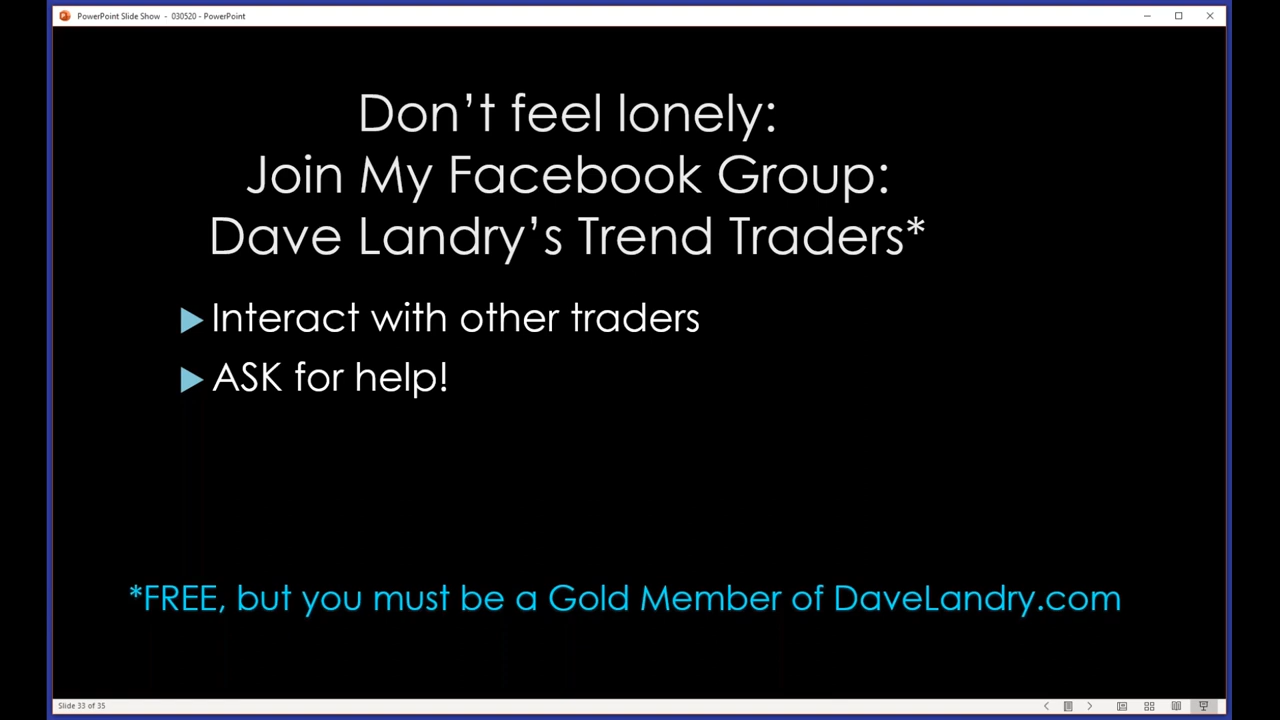 PowerPoint Slide Show - 030520 - PowerPoint
Don't feel lonely:
Join My Facebook Group:
Dave Landry's Trend Traders*
Interact with other traders
ASK for help!
*FREE, but you must be a Gold Member of DaveLandry.com
Slide 33 of 35